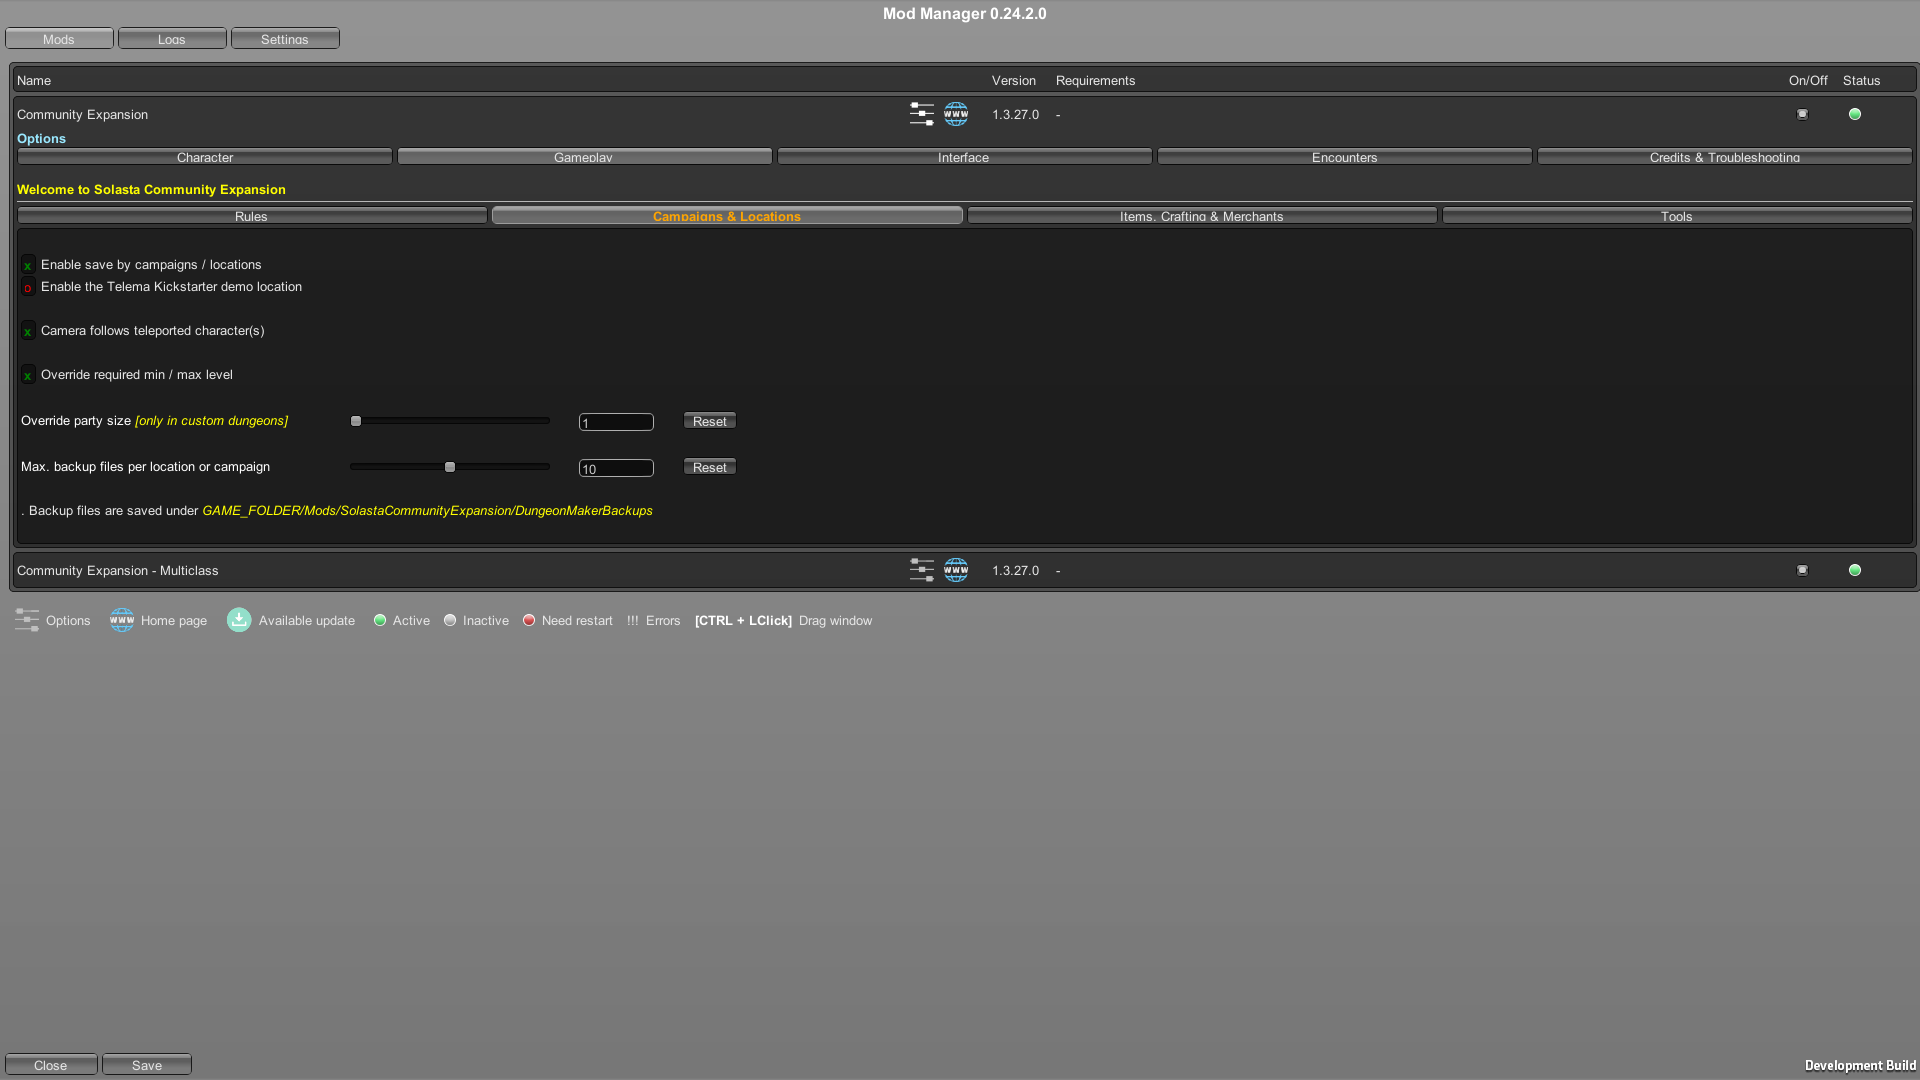 Mod Manager 0.24.2.0
Mods Logs Settings
Name Version Requirements On/Off Status
Community Expansion www 1.3.27.0 -
Options
Character Gameplay Interface Encounters Credits & Troubleshooting
Welcome to Solasta Community Expansion
Rules Campaigns & Locations Items, Crafting & Merchants Tools
x Enable save by campaigns / locations
o Enable the Telema Kickstarter demo location
x Camera follows teleported character(s)
x Override required min / max level
Override party size [only in custom dungeons] 1 Reset
Max. backup files per location or campaign 10 Reset
. Backup files are saved under GAME_FOLDER/Mods/SolastaCommunityExpansion/DungeonMakerBackups
Community Expansion - Multiclass www 1.3.27.0 -
Options www Home page Available update Active Inactive Need restart !!! Errors [CTRL + LClick] Drag window
Close Save Development Build